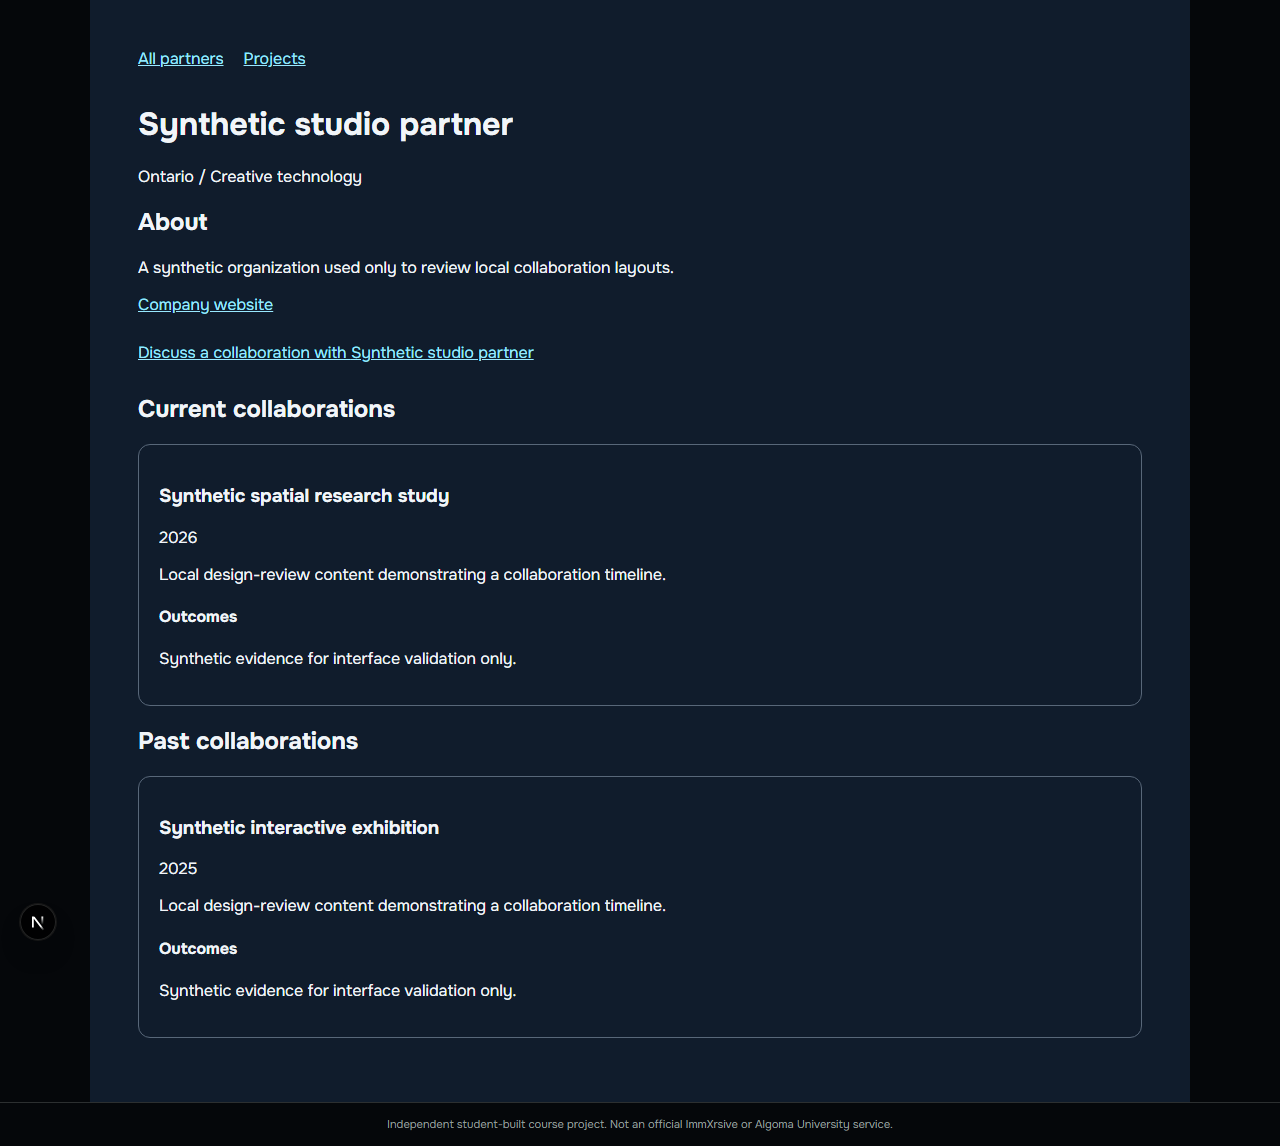 All partners Projects
Synthetic studio partner
Ontario / Creative technology
About
A synthetic organization used only to review local collaboration layouts.
Company website
Discuss a collaboration with Synthetic studio partner
Current collaborations
Synthetic spatial research study
2026
Local design-review content demonstrating a collaboration timeline.
Outcomes
Synthetic evidence for interface validation only.
Past collaborations
Synthetic interactive exhibition
2025
Local design-review content demonstrating a collaboration timeline.
N
Outcomes
Synthetic evidence for interface validation only.
Independent student-built course project. Not an official ImmXrsive or Algoma University service.